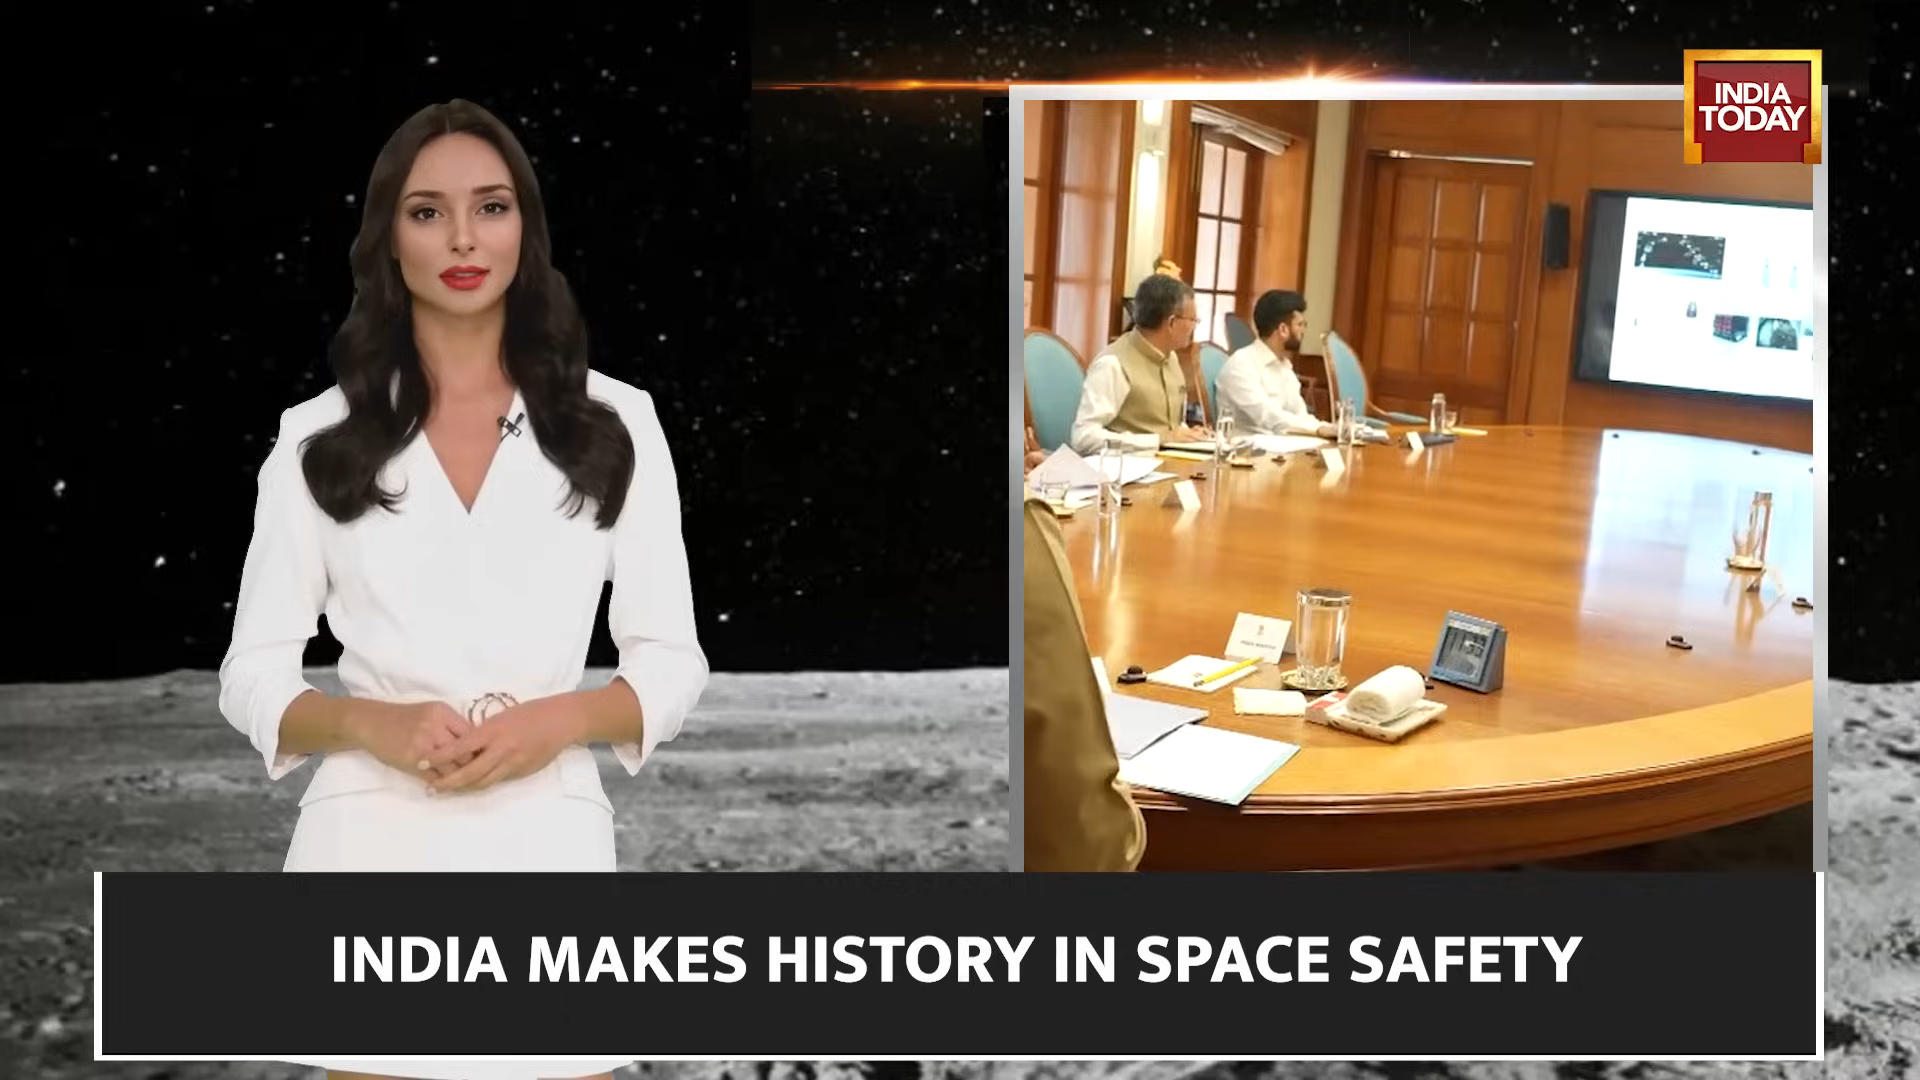 INDIA
TODAY
INDIA MAKES HISTORY IN SPACE SAFETY